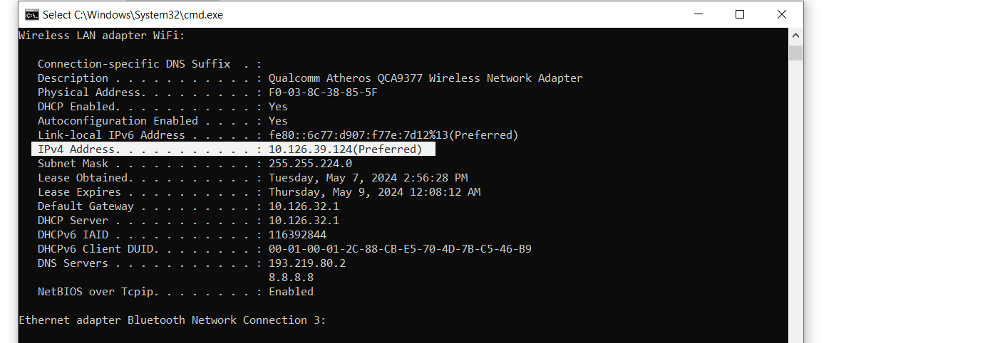 Select C:\Windows\System32\cmd.exe
Wireless LAN adapter WiFi:
Connection-specific DNS Suffix  . :
Description . . . . . . . . . . . : Qualcomm Atheros QCA9377 Wireless Network Adapter
Physical Address. . . . . . . . . : F0-03-8C-38-85-5F
DHCP Enabled. . . . . . . . . . . : Yes
Autoconfiguration Enabled . . . . : Yes
Link-local IPv6 Address . . . . . : fe80::6c77:d907:f77e:7d12%13(Preferred)
IPv4 Address. . . . . . . . . . . : 10.126.39.124(Preferred)
Subnet Mask . . . . . . . . . . . : 255.255.224.0
Lease Obtained. . . . . . . . . . : Tuesday, May 7, 2024 2:56:28 PM
Lease Expires . . . . . . . . . . : Thursday, May 9, 2024 12:08:12 AM
Default Gateway . . . . . . . . . : 10.126.32.1
DHCP Server . . . . . . . . . . . : 10.126.32.1
DHCPv6 IAID . . . . . . . . . . . : 116392844
DHCPv6 Client DUID. . . . . . . . : 00-01-00-01-2C-88-CB-E5-70-4D-7B-C5-46-B9
DNS Servers . . . . . . . . . . . : 193.219.80.2
8.8.8.8
NetBIOS over Tcpip. . . . . . . . : Enabled
Ethernet adapter Bluetooth Network Connection 3: